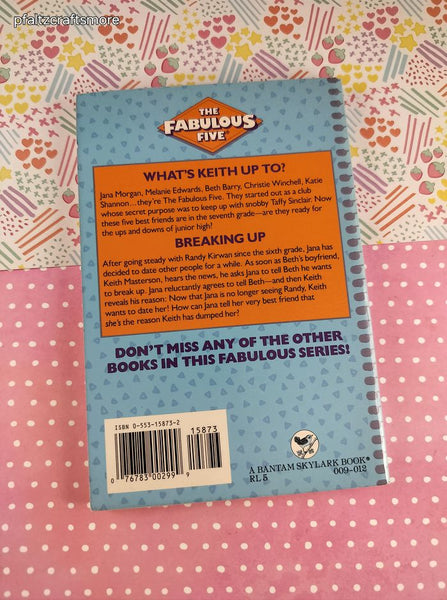 pfaltzcraftsmore
THE
FABULOUS
FIVE®
WHAT'S KEITH UP TO?
Jana Morgan, Melanie Edwards, Beth Barry, Christie Winchell, Katie
Shannon...they're The Fabulous Five. They started out as a club
whose secret purpose was to keep up with snobby Taffy Sinclair. Now
these five best friends are in the seventh grade—are they ready for
the ups and downs of junior high?
BREAKING UP
After going steady with Randy Kirwan since the sixth grade, Jana has
decided to date other people for a while. As soon as Beth's boyfriend,
Keith Masterson, hears the news, he asks Jana to tell Beth he wants
to break up. Jana reluctantly agrees to tell Beth—and then Keith
reveals his reason: Now that Jana is no longer seeing Randy, Keith
wants to date her! How can Jana tell her very best friend that
she's the reason Keith has dumped her?
DON'T MISS ANY OF THE OTHER
BOOKS IN THIS FABULOUS SERIES!
ISBN 0-553-15873-2
15873
0 76783 00299 9
A BANTAM SKYLARK BOOK®
RL 5 009-012